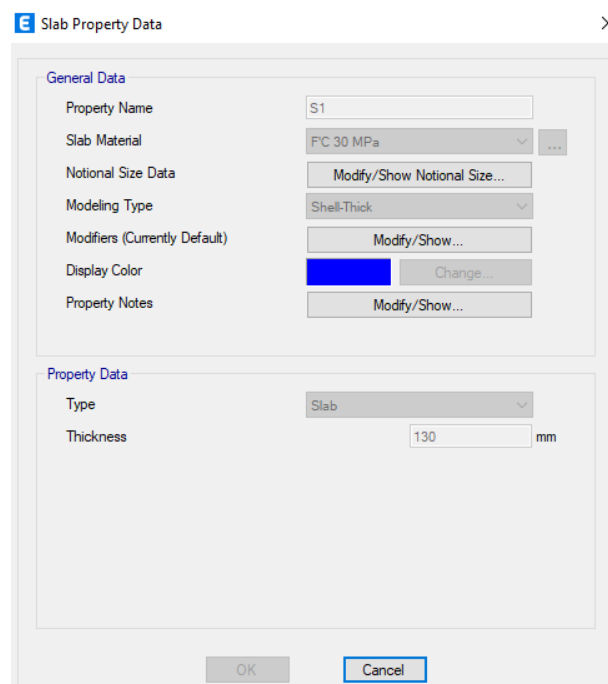 E Slab Property Data
General Data
Property Name S1
Slab Material F'C 30 MPa ...
Notional Size Data Modify/Show Notional Size...
Modeling Type Shell-Thick
Modifiers (Currently Default) Modify/Show...
Display Color Change...
Property Notes Modify/Show...
Property Data
Type Slab
Thickness 130 mm
OK Cancel